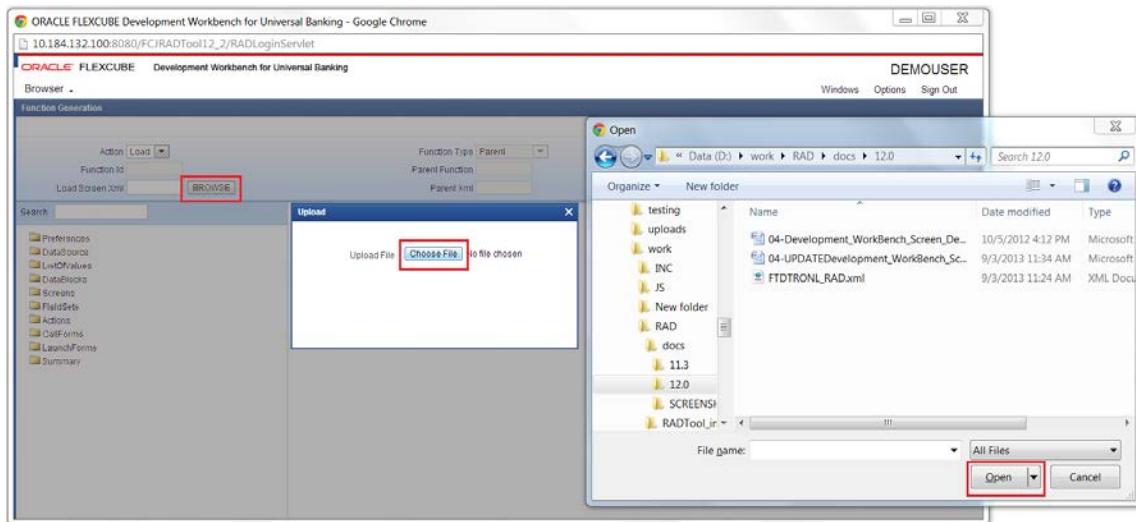 ORACLE FLEXCUBE Development Workbench for Universal Banking - Google Chrome
10.184.132.100:8080/FCJRADTool12_2/RADLoginServlet
ORACLE FLEXCUBE Development Workbench for Universal Banking
DEMOUSER
Browser
Windows Options Sign Out
Function Generation
Action Load
Function Type Parent
Function Id
Parent Function
Load Screen Xml BROWSE
Parent Xml
Search
Preferences
DataSource
ListOfValues
DataBlocks
Screens
FieldSets
Actions
CallForms
LaunchForms
Summary
Upload X
Upload File Choose File No file chosen
Open
« Data (D:) work RAD docs 12.0
Search 12.0
Organize New folder
testing
uploads
work
INC
JS
New folder
RAD
docs
11.3
12.0
SCREENSH
RADTool_in
Name Date modified Type
04-Development_WorkBench_Screen_De... 10/5/2012 4:12 PM Microsoft
04-UPDATEDevelopment_WorkBench_Sc... 9/3/2013 11:34 AM Microsoft
FTDTRONL_RAD.xml 9/3/2013 11:24 AM XML Docu
File name:
All Files
Open Cancel